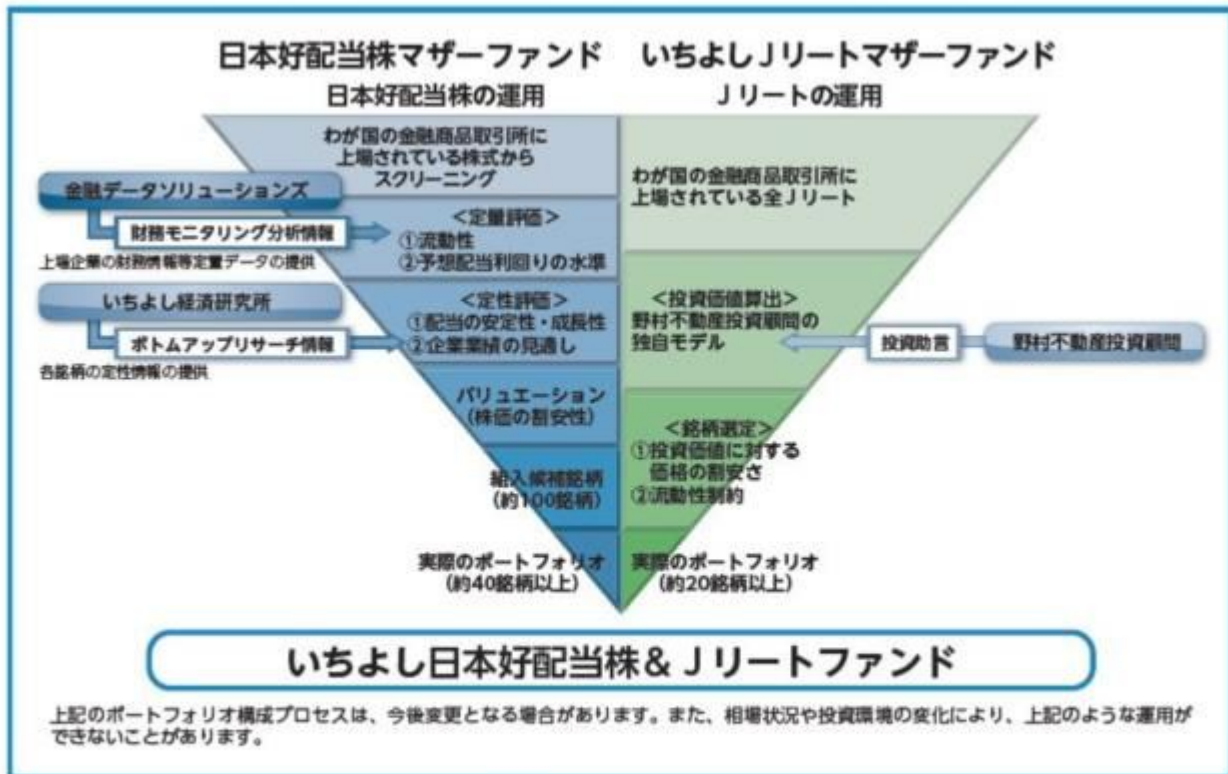 日本好配当株マザーファンド
日本好配当株の運用
わが国の金融商品取引所に
上場されている株式から
スクリーニング
金融データソリューションズ
財務モニタリング分析情報
上場企業の財務情報等定量データの提供
<定量評価>
①流動性
②予想配当利回りの水準
いちよし経済研究所
ボトムアップリサーチ情報
各銘柄の定性情報の提供
<定性評価>
①配当の安定性・成長性
②企業業績の見通し
バリュエーション
(株価の割安性)
組入候補銘柄
(約100銘柄)
実際のポートフォリオ
(約40銘柄以上)
いちよしJリートマザーファンド
Jリートの運用
わが国の金融商品取引所に
上場されている全Jリート
<投資価値算出>
野村不動産投資顧問の
独自モデル
投資助言
野村不動産投資顧問
<銘柄選定>
①投資価値に対する
価格の割安さ
②流動性制約
実際のポートフォリオ
(約20銘柄以上)
いちよし日本好配当株&Jリートファンド
上記のポートフォリオ構成プロセスは、今後変更となる場合があります。また、相場状況や投資環境の変化により、上記のような運用が
できないことがあります。